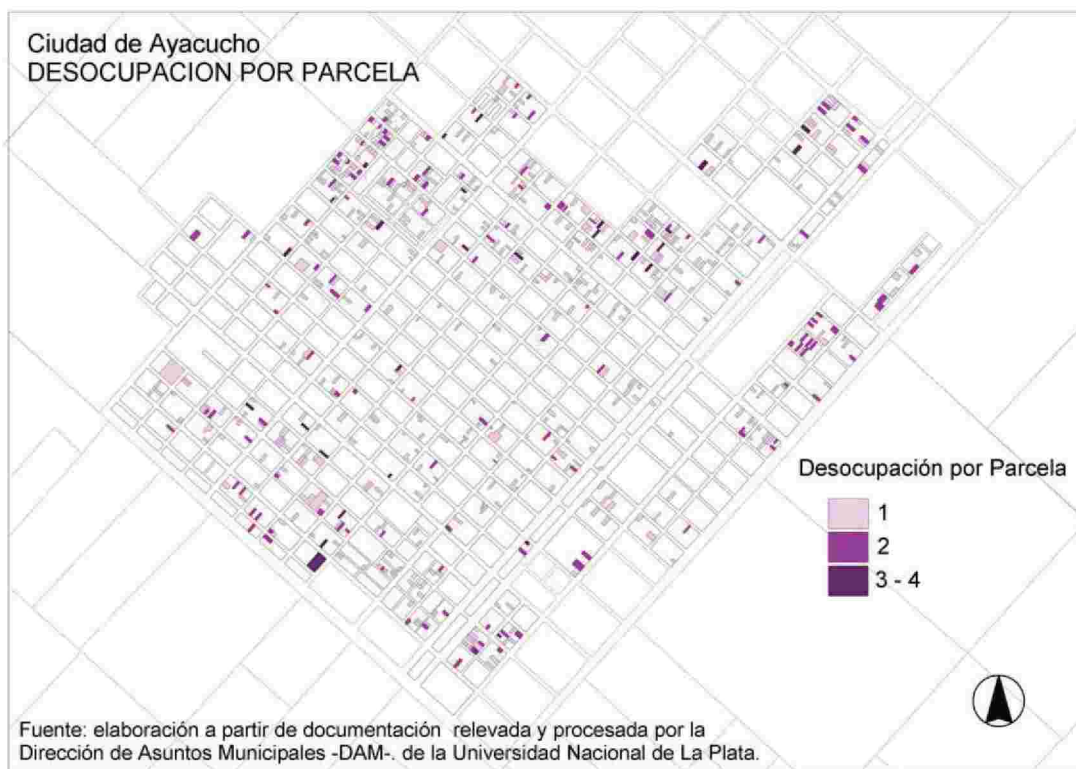 Ciudad de Ayacucho
DESOCUPACION POR PARCELA
Desocupación por Parcela
1
2
3 - 4
Fuente: elaboración a partir de documentación relevada y procesada por la
Dirección de Asuntos Municipales -DAM-. de la Universidad Nacional de La Plata.